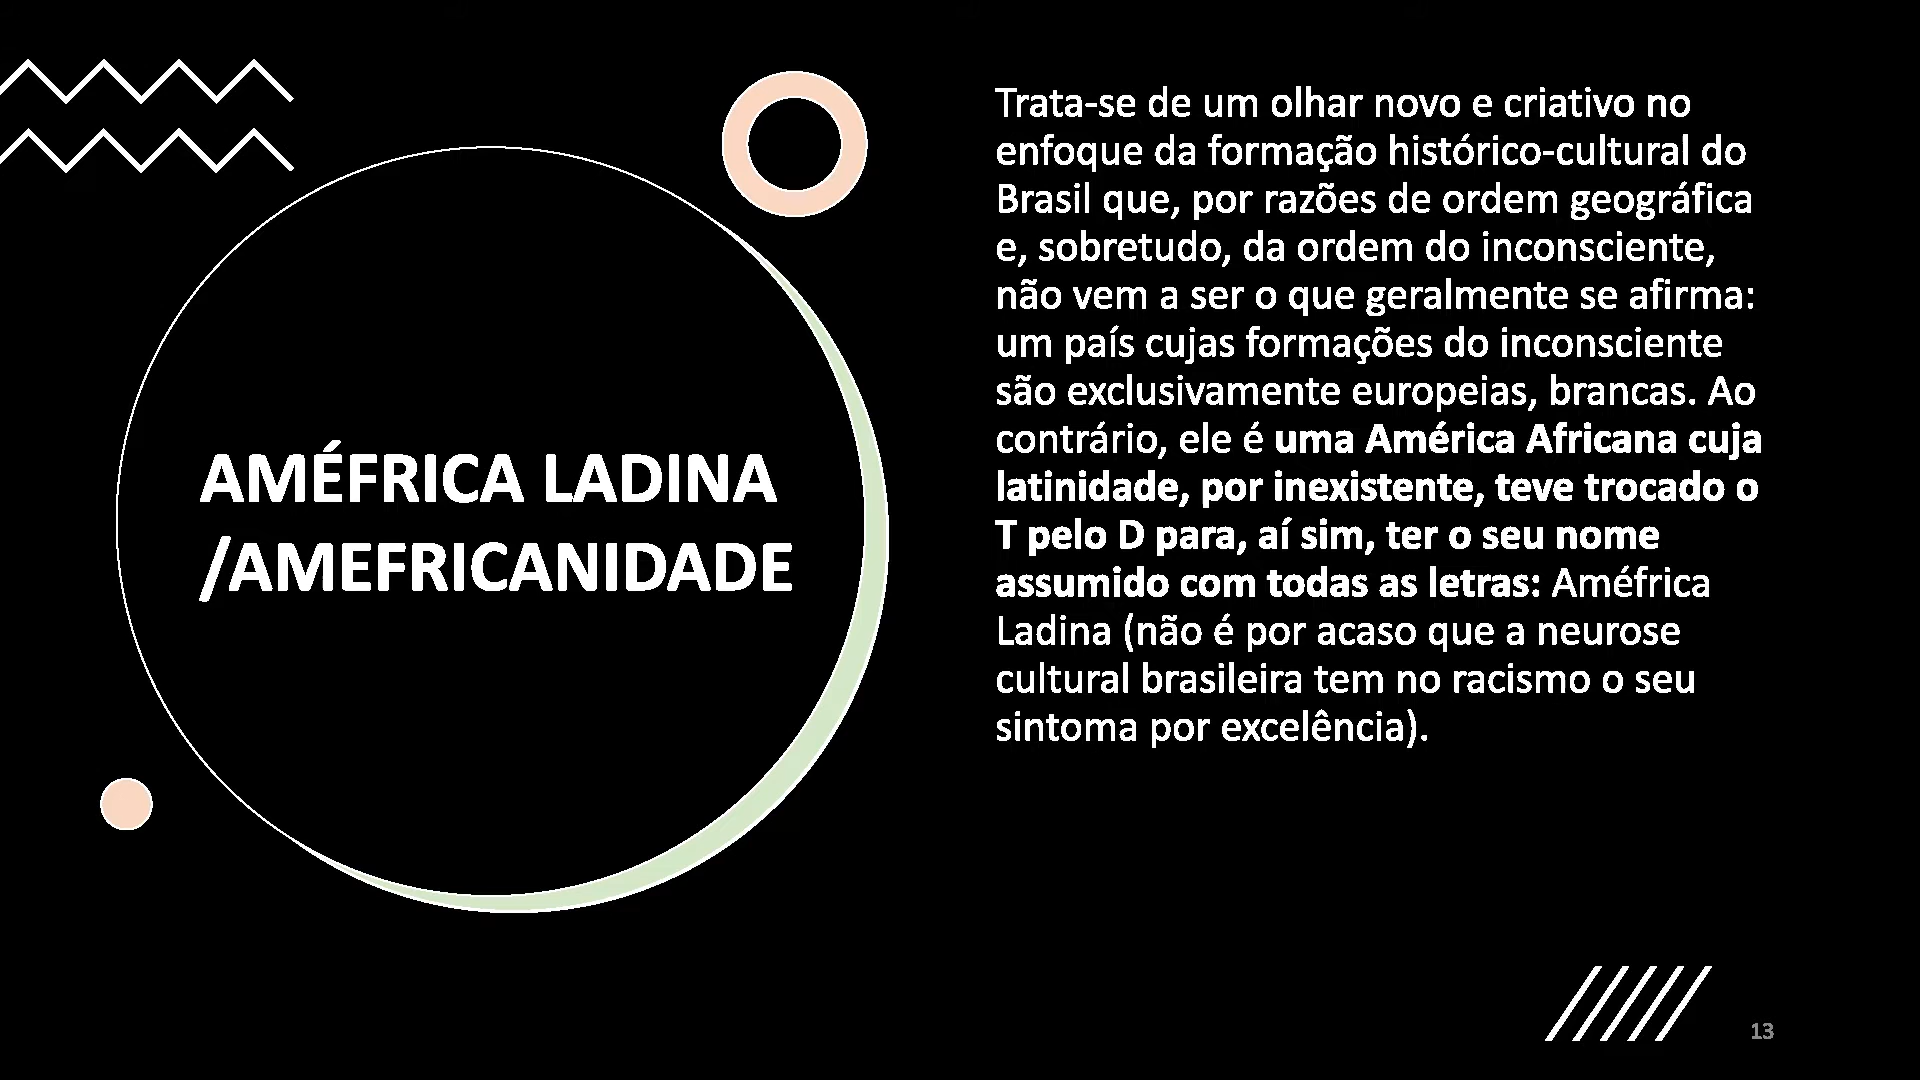 AMÉFRICA LADINA
/AMEFRICANIDADE
Trata-se de um olhar novo e criativo no
enfoque da formação histórico-cultural do
Brasil que, por razões de ordem geográfica
e, sobretudo, da ordem do inconsciente,
não vem a ser o que geralmente se afirma:
um país cujas formações do inconsciente
são exclusivamente europeias, brancas. Ao
contrário, ele é uma América Africana cuja
latinidade, por inexistente, teve trocado o
T pelo D para, aí sim, ter o seu nome
assumido com todas as letras: Améfrica
Ladina (não é por acaso que a neurose
cultural brasileira tem no racismo o seu
sintoma por excelência).
13